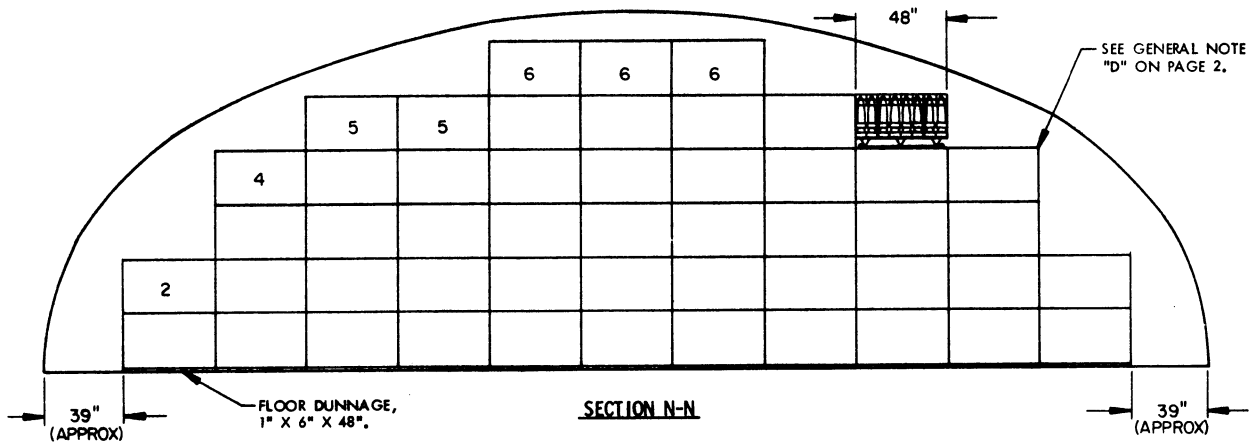 48"
SEE GENERAL NOTE
"D" ON PAGE 2.
6 6 6
5 5
4
2
FLOOR DUNNAGE,
1" X 6" X 48".
SECTION N-N
39"
(APPROX)
39"
(APPROX)